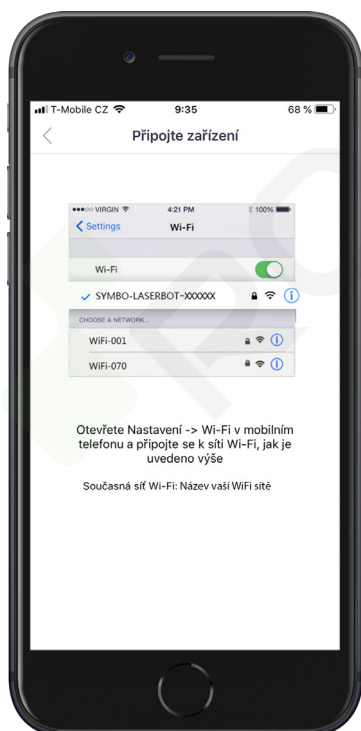 T-Mobile CZ 9:35 68 %
Připojte zařízení
VIRGIN 4:21 PM 100%
Settings Wi-Fi
Wi-Fi
SYMBO-LASERBOT-XXXXXX
CHOOSE A NETWORK...
WiFi-001
WiFi-070
Otevřete Nastavení -> Wi-Fi v mobilním
telefonu a připojte se k síti Wi-Fi, jak je
uvedeno výše
Současná síť Wi-Fi: Název vaší WiFi sítě